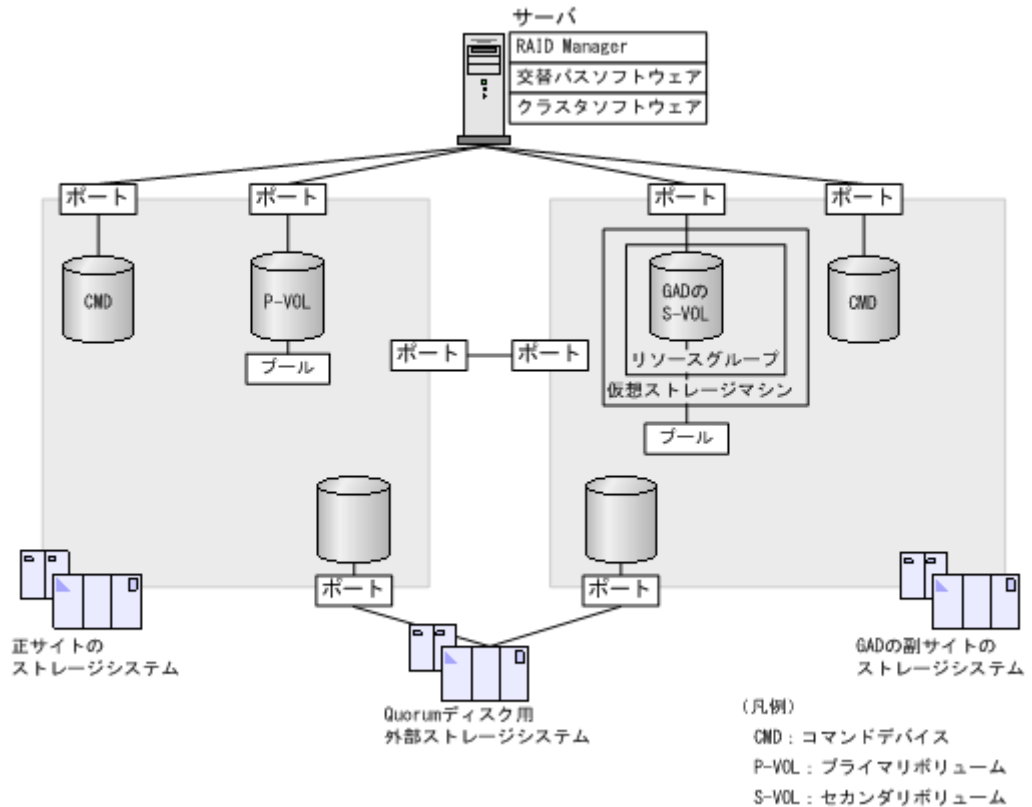 サーバ
RAID Manager
交替パスソフトウェア
クラスタソフトウェア
ポート
ポート
ポート
ポート
CMD
P-VOL
GADの
S-VOL
CMD
プール
ポート
ポート
リソースグループ
仮想ストレージマシン
プール
ポート
ポート
正サイトの
ストレージシステム
Quorumディスク用
外部ストレージシステム
GADの副サイトの
ストレージシステム
(凡例)
CMD:コマンドデバイス
P-VOL:プライマリボリューム
S-VOL:セカンダリボリューム